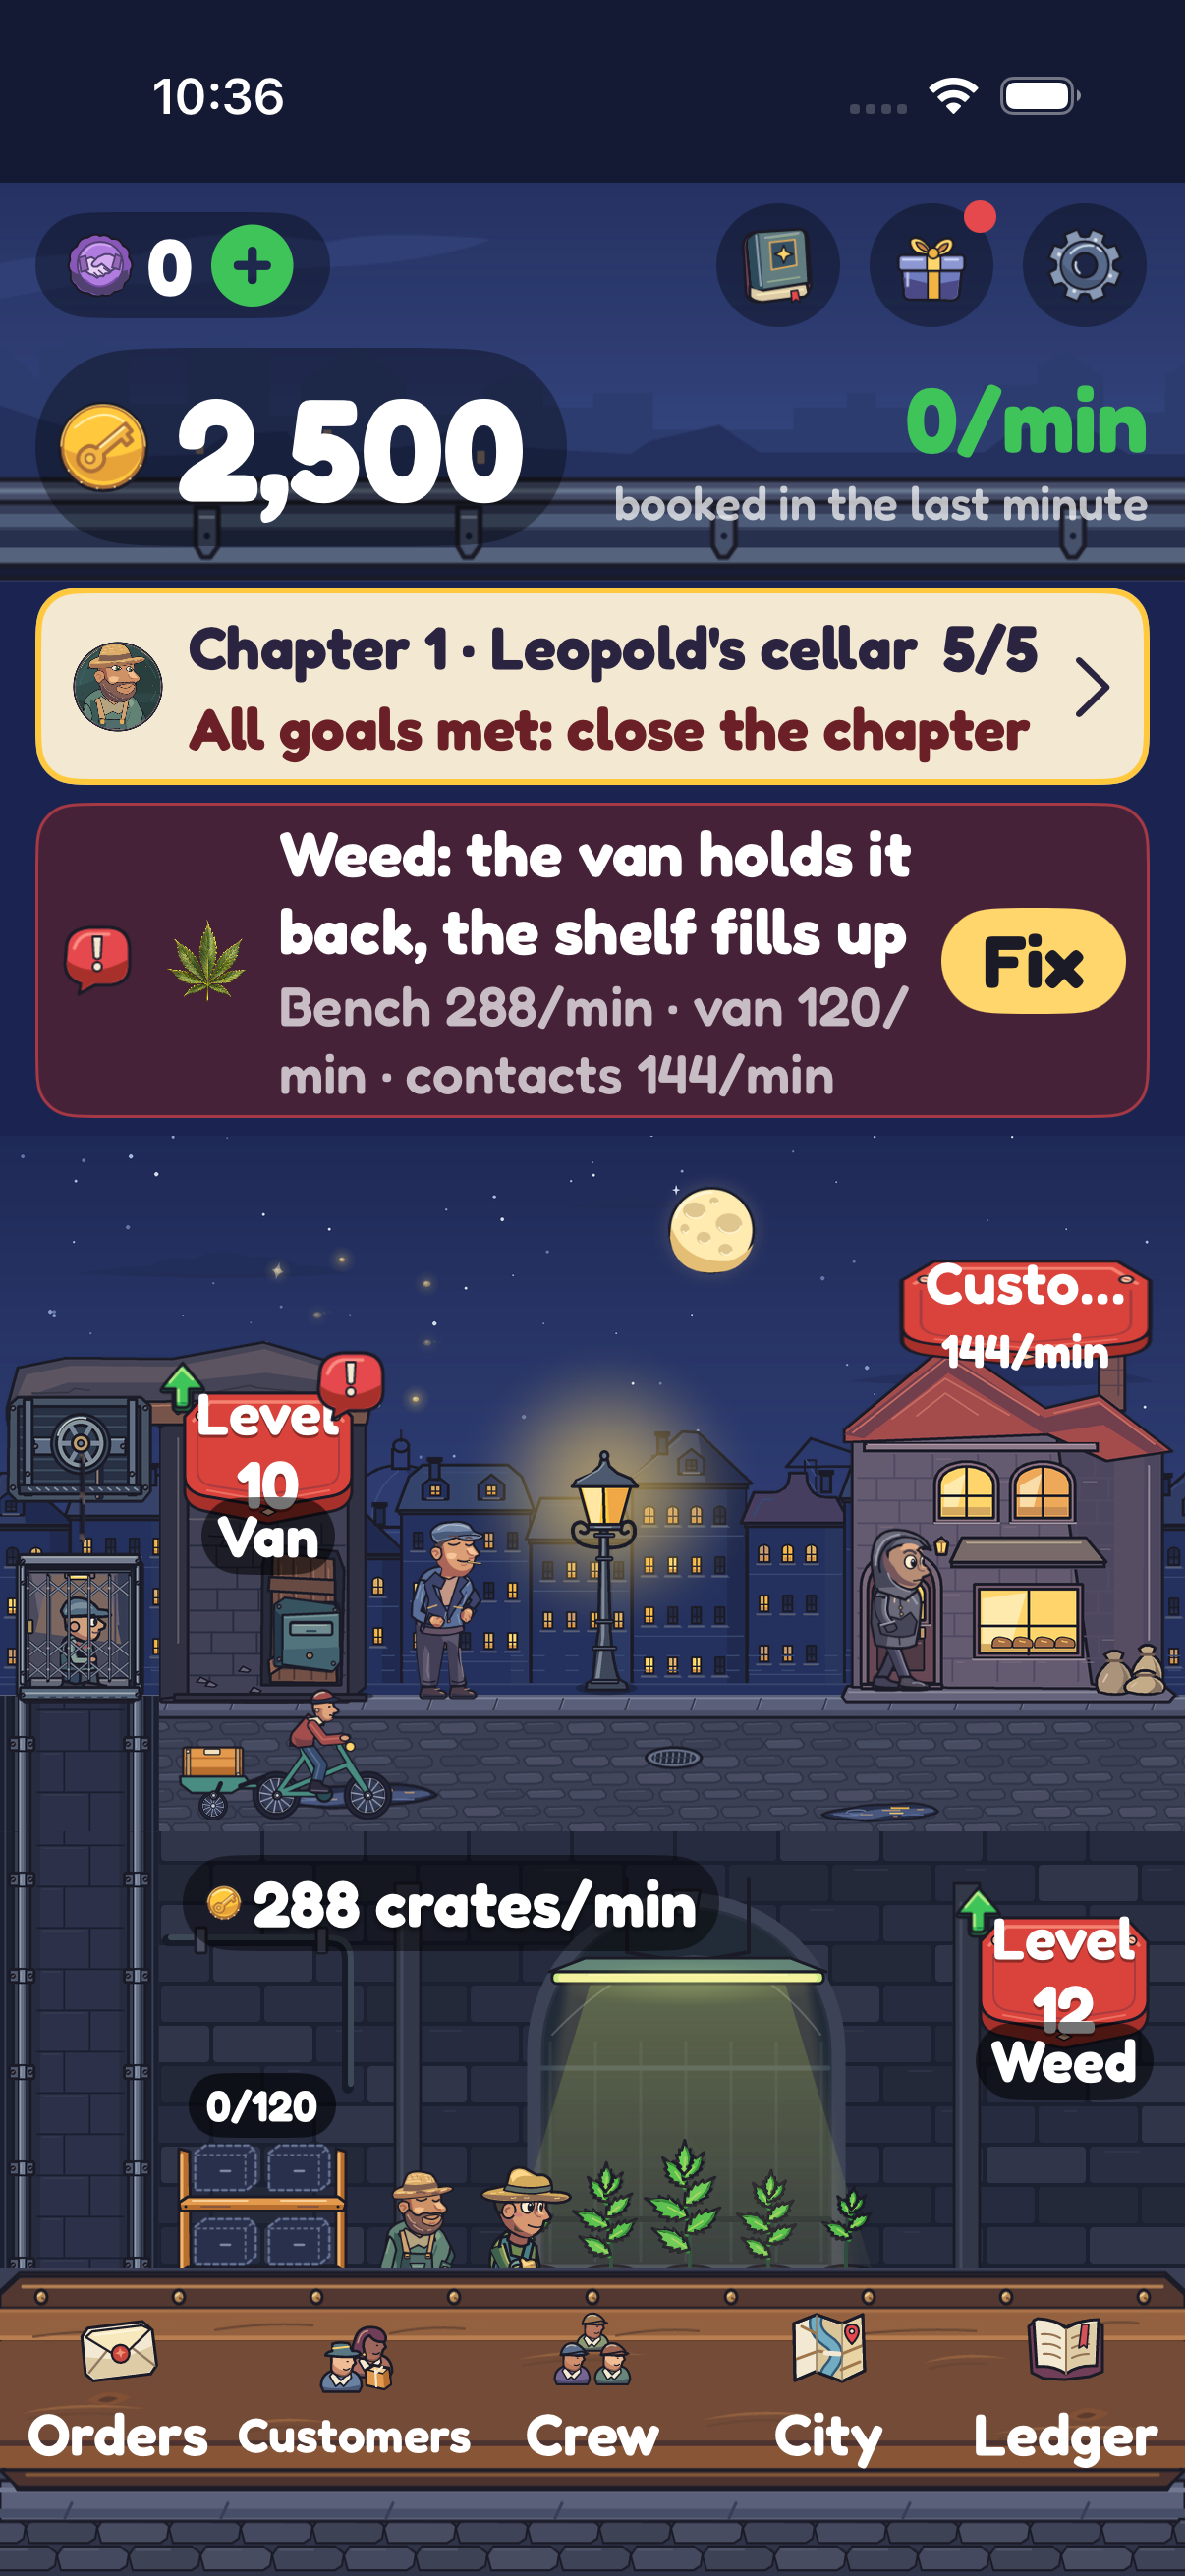 10:36
0
2,500
0/min
booked in the last minute
Chapter 1 · Leopold's cellar 5/5
All goals met: close the chapter
Weed: the van holds it
back, the shelf fills up
Bench 288/min · van 120/
min · contacts 144/min
Fix
Custo...
144/min
Level
10
Van
288 crates/min
Level
12
Weed
0/120
Orders
Customers
Crew
City
Ledger